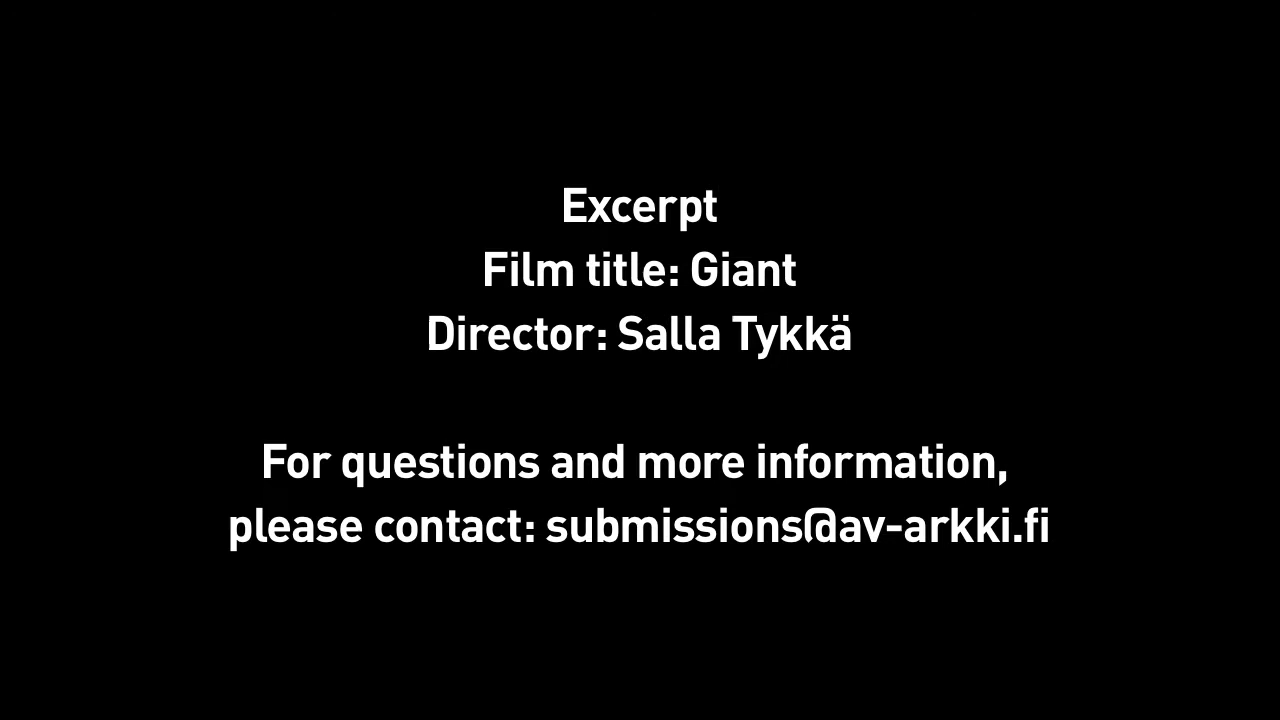 Excerpt
Film title: Giant
Director: Salla Tykkä
For questions and more information,
please contact: submissions@av-arkki.fi